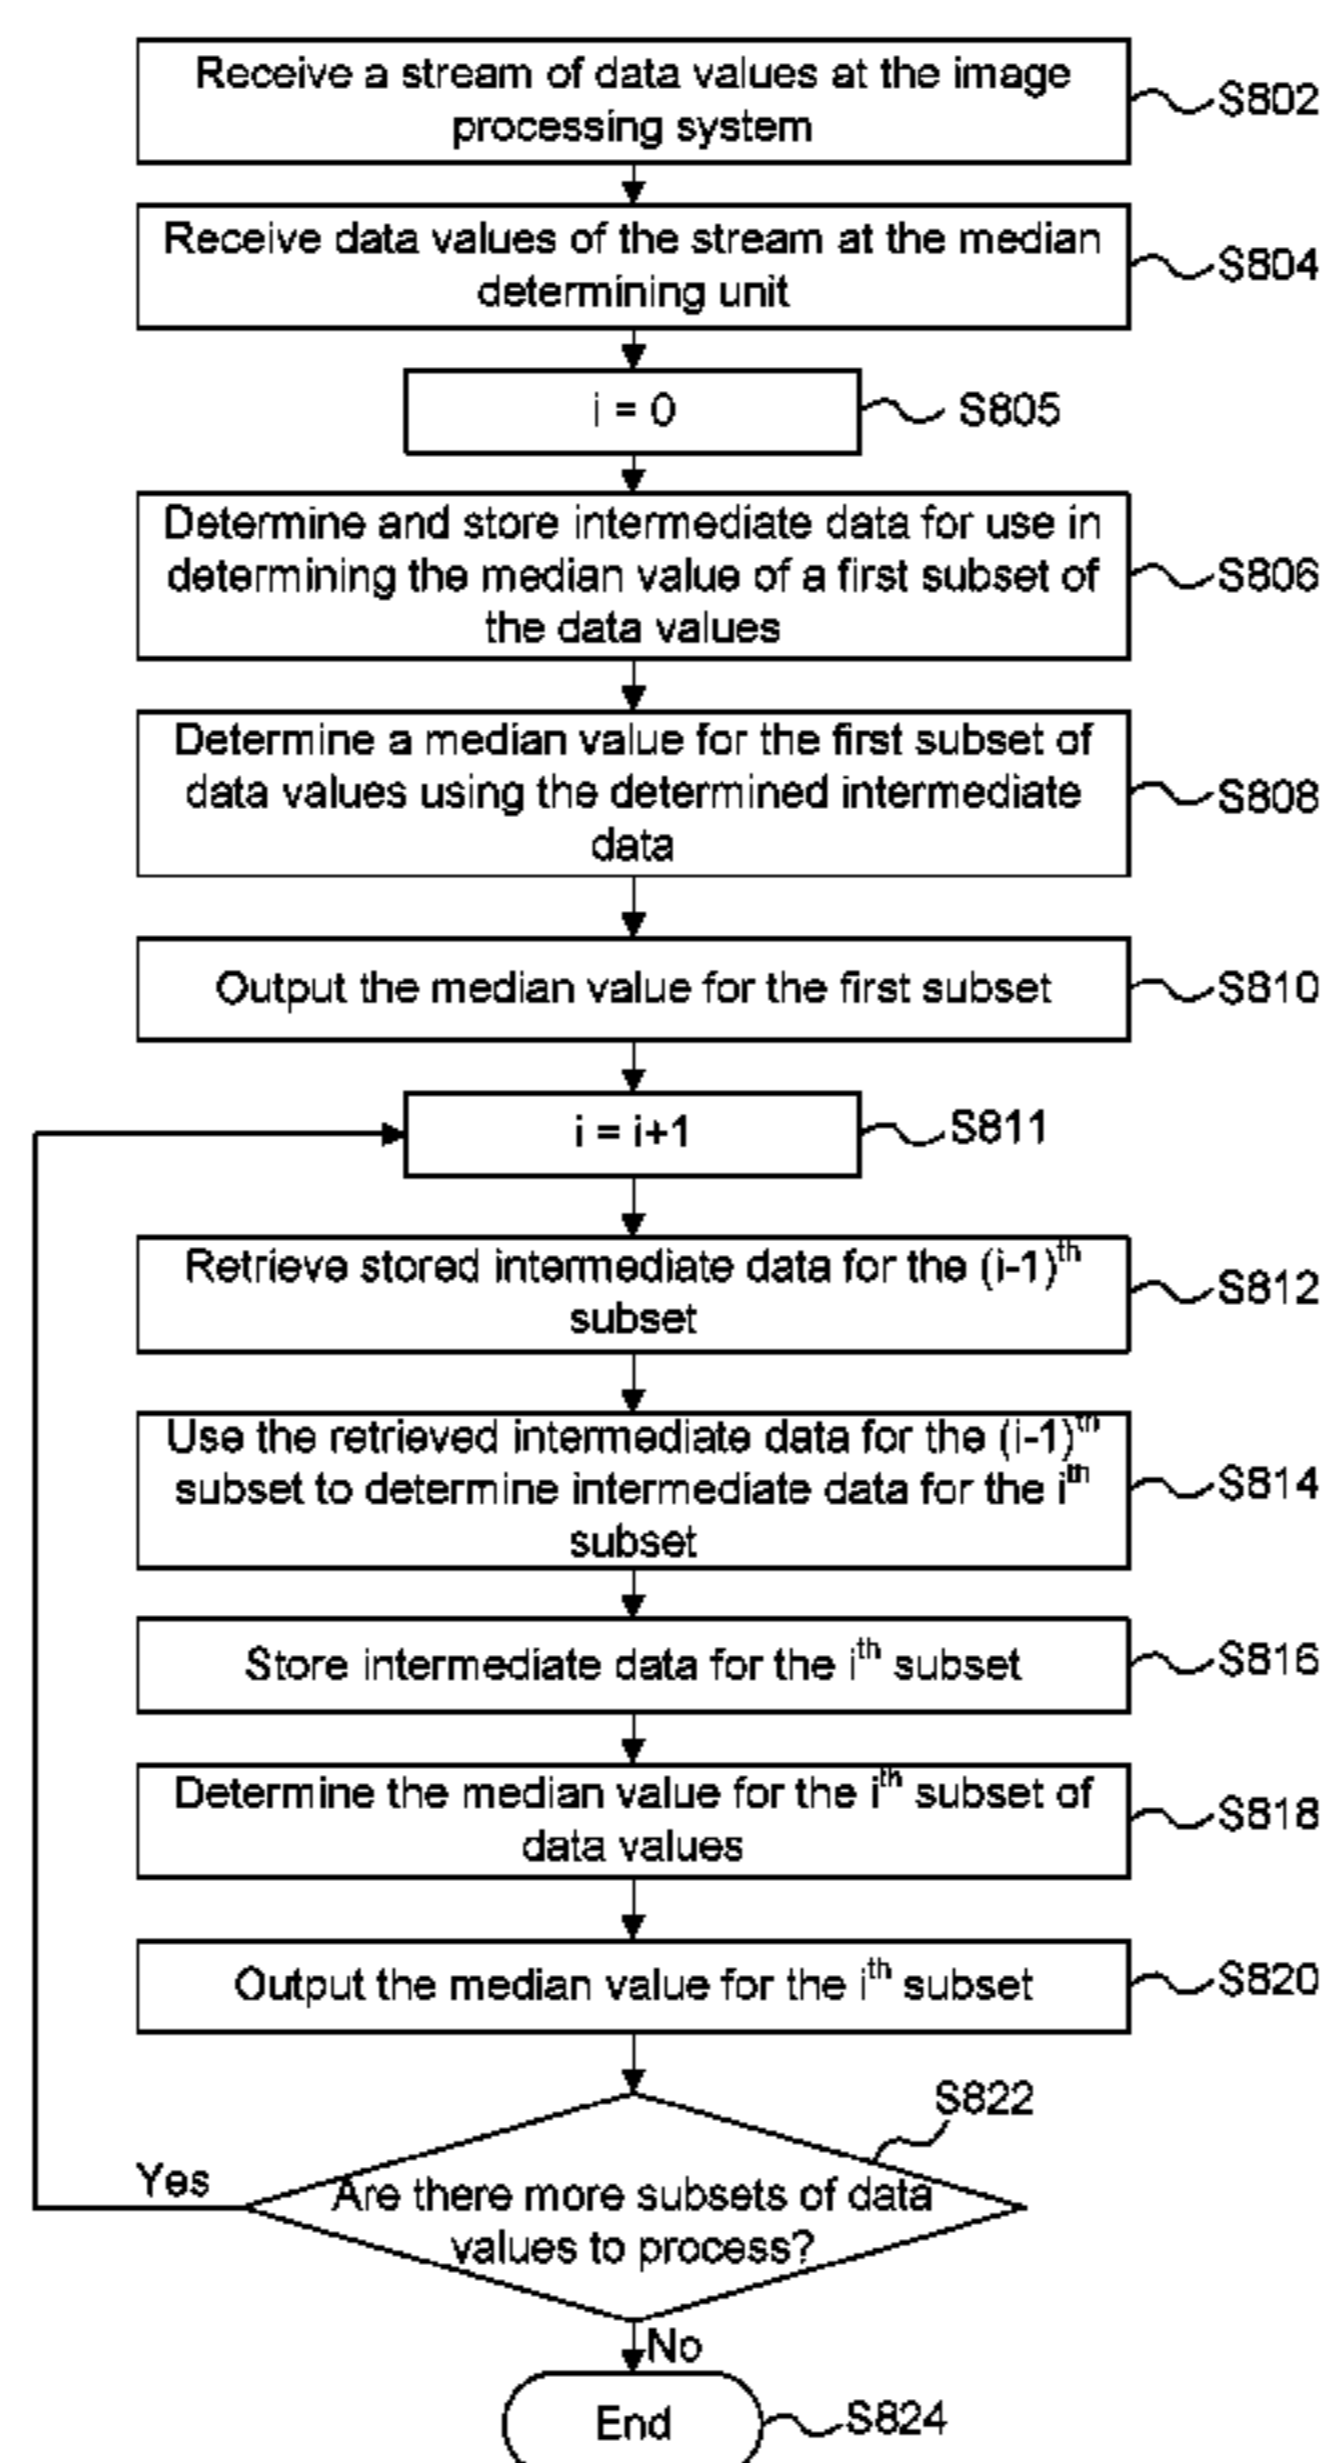 Receive a stream of data values at the image
processing system
S802
Receive data values of the stream at the median
determining unit
S804
i = 0
S805
Determine and store intermediate data for use in
determining the median value of a first subset of
the data values
S806
Determine a median value for the first subset of
data values using the determined intermediate
data
S808
Output the median value for the first subset
S810
i = i+1
S811
Retrieve stored intermediate data for the (i-1)th
subset
S812
Use the retrieved intermediate data for the (i-1)th
subset to determine intermediate data for the ith
subset
S814
Store intermediate data for the ith subset
S816
Determine the median value for the ith subset of
data values
S818
Output the median value for the ith subset
S820
S822
Yes
Are there more subsets of data
values to process?
No
End
S824